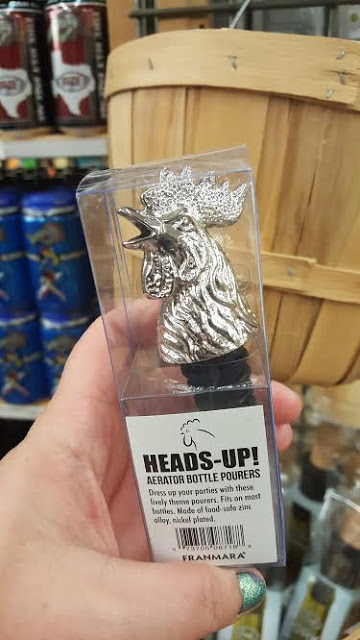 HEADS-UP!
AERATOR BOTTLE POURERS
Dress up your parties with these
lively theme pourers. Fits on most
bottles. Made of food-safe zinc
alloy, nickel plated.
FRANMARA®